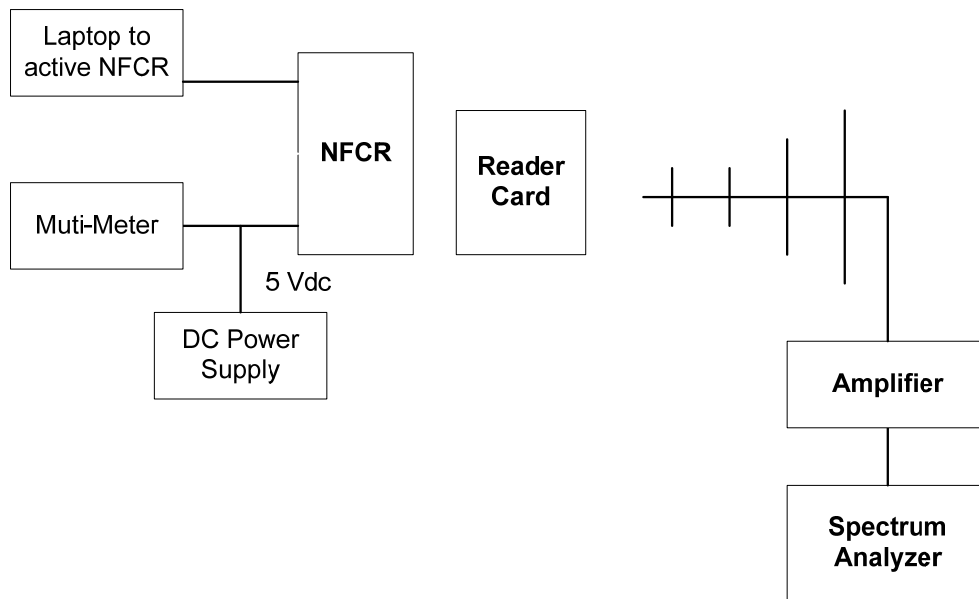 Laptop to
active NFCR
NFCR
Reader
Card
Muti-Meter
5 Vdc
DC Power
Supply
Amplifier
Spectrum
Analyzer